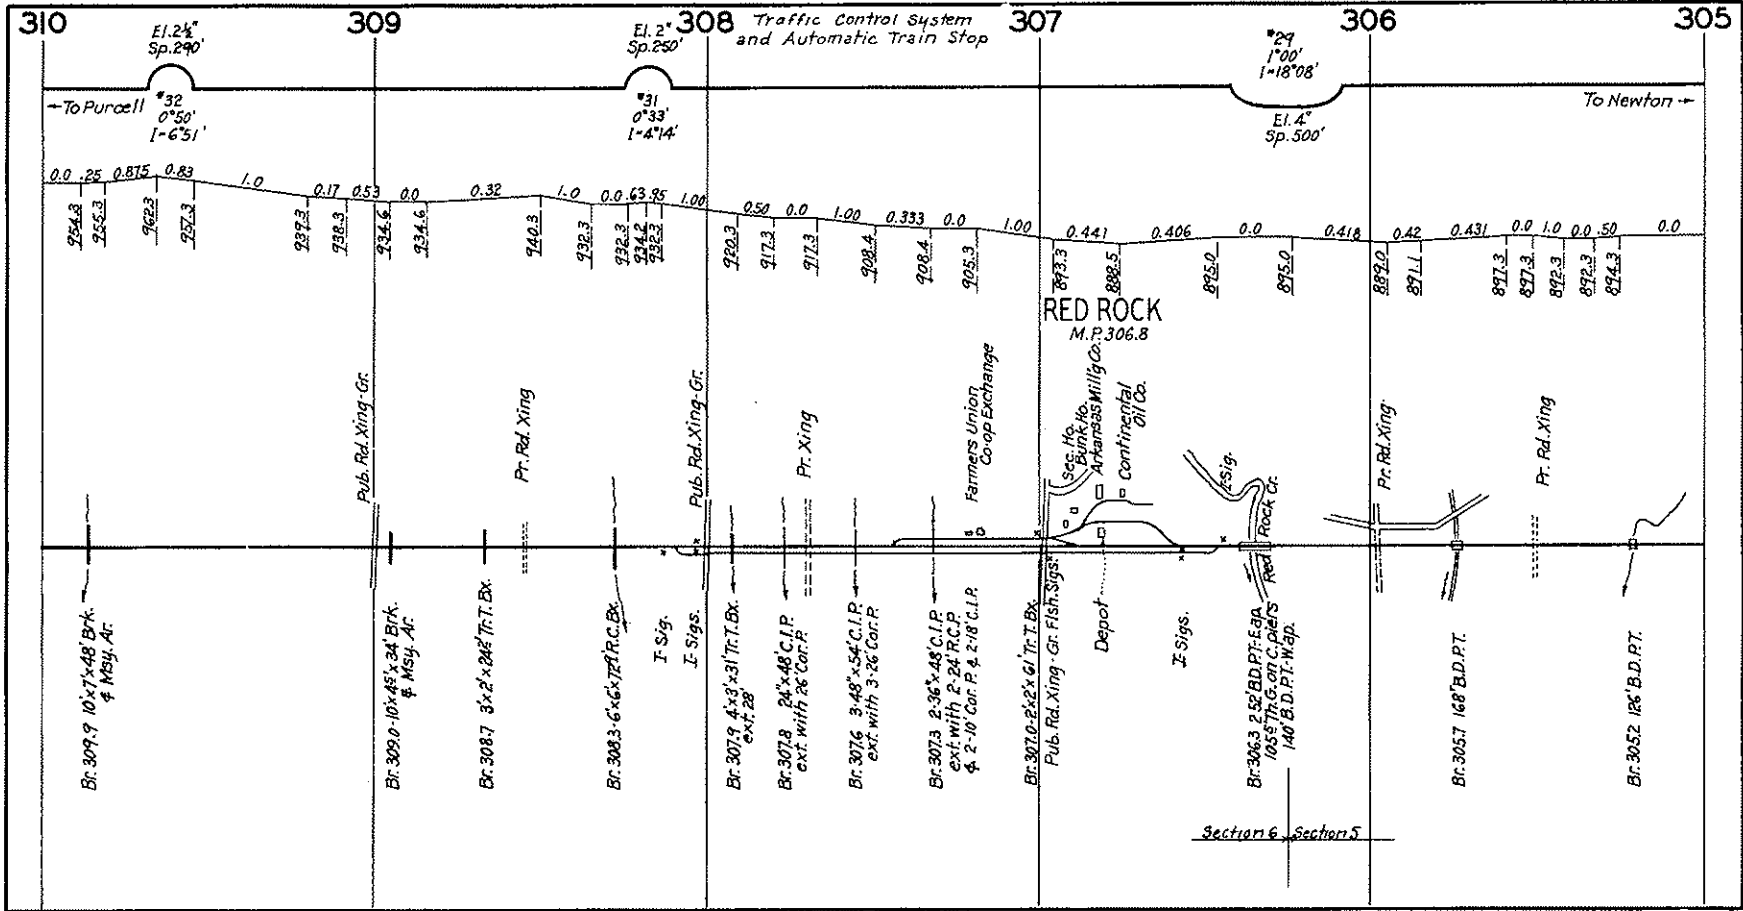 310
309
308
307
306
305
Traffic Control System
and Automatic Train Stop
El. 2½"
Sp. 290'
El. 2"
Sp. 250'
#29
1°00'
I=18°08'
←To Purcell
#32
0°50'
I=6°51'
#31
0°33'
I=4°14'
El. 4"
Sp. 500'
To Newton→
0.0 .25 0.875 0.83 1.0 0.17 0.53 0.0 0.32 1.0 0.0 .63 .95 1.00 0.50 0.0 1.00 0.333 0.0 1.00 0.441 0.406 0.0 0.418 0.42 0.431 0.0 1.0 0.0 .50 0.0
954.3
955.3
962.3
957.3
939.3
938.3
934.6
934.6
940.3
932.3
932.3
934.2
932.3
920.3
917.3
917.3
908.4
908.4
905.3
893.3
888.5
895.0
895.0
889.0
891.1
897.3
897.3
892.3
892.3
894.3
RED ROCK
M.P. 306.8
Pub. Rd. Xing-Gr.
Pr. Rd. Xing
Pub. Rd. Xing-Gr.
Pr. Xing
Farmers Union
Co-op Exchange
Sec. Ho.
Bunk Ho.
Arkansas Mill'g Co.
Continental
Oil Co.
I-Sig.
Red Rock Cr.
Pr. Rd. Xing
Pr. Rd. Xing
Br. 309.9 10'x7'x48' Brk.
& Msy. Ar.
Br. 309.0-10'x4⁵'x34' Brk.
& Msy. Ar.
Br. 308.7 3'x2'x24' Tr. T. Bx.
Br. 308.3-6'x6'x72' R.C. Bx.
I-Sig.
I-Sigs.
Br. 307.9 4'x3'x31' Tr. T. Bx.
ext. 28'
Br. 307.8 24"x48' C.I.P.
ext. with 26' Cor. P.
Br. 307.6 3-48"x54' C.I.P.
ext. with 3-26' Cor. P.
Br. 307.3 2-36"x48' C.I.P.
ext. with 2-24' R.C.P.
& 2-10' Cor. P. & 2-18' C.I.P.
Br. 307.0-2'x2'x61' Tr. T. Bx.
Pub. Rd. Xing-Gr. Flsh. Sigs.
Depot
I-Sigs.
Br. 306.3 2 52' B.D.P.T.-Eap.
105⁶' Th. G. on C. piers
140' B.D.P.T.-Wap.
Br. 305.7 168' B.D.P.T.
Br. 305.2 126' B.D.P.T.
Section 6 Section 5